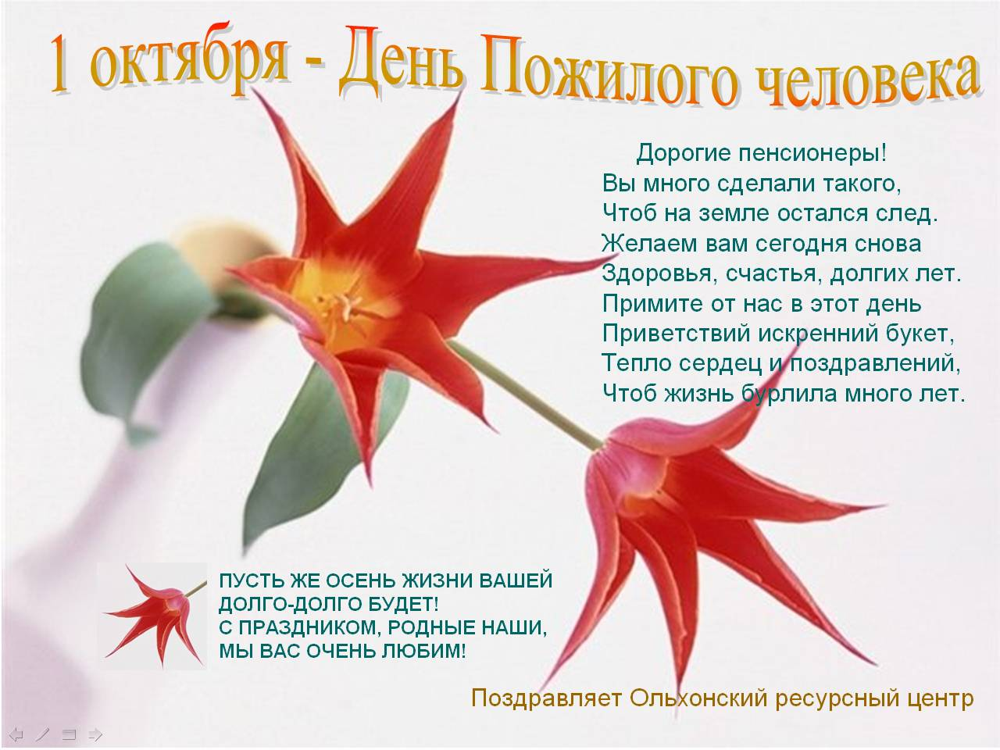 1 октября - День Пожилого человека
Дорогие пенсионеры!
Вы много сделали такого,
Чтоб на земле остался след.
Желаем вам сегодня снова
Здоровья, счастья, долгих лет.
Примите от нас в этот день
Приветствий искренний букет,
Тепло сердец и поздравлений,
Чтоб жизнь бурлила много лет.
ПУСТЬ ЖЕ ОСЕНЬ ЖИЗНИ ВАШЕЙ
ДОЛГО-ДОЛГО БУДЕТ!
С ПРАЗДНИКОМ, РОДНЫЕ НАШИ,
МЫ ВАС ОЧЕНЬ ЛЮБИМ!
Поздравляет Ольхонский ресурсный центр